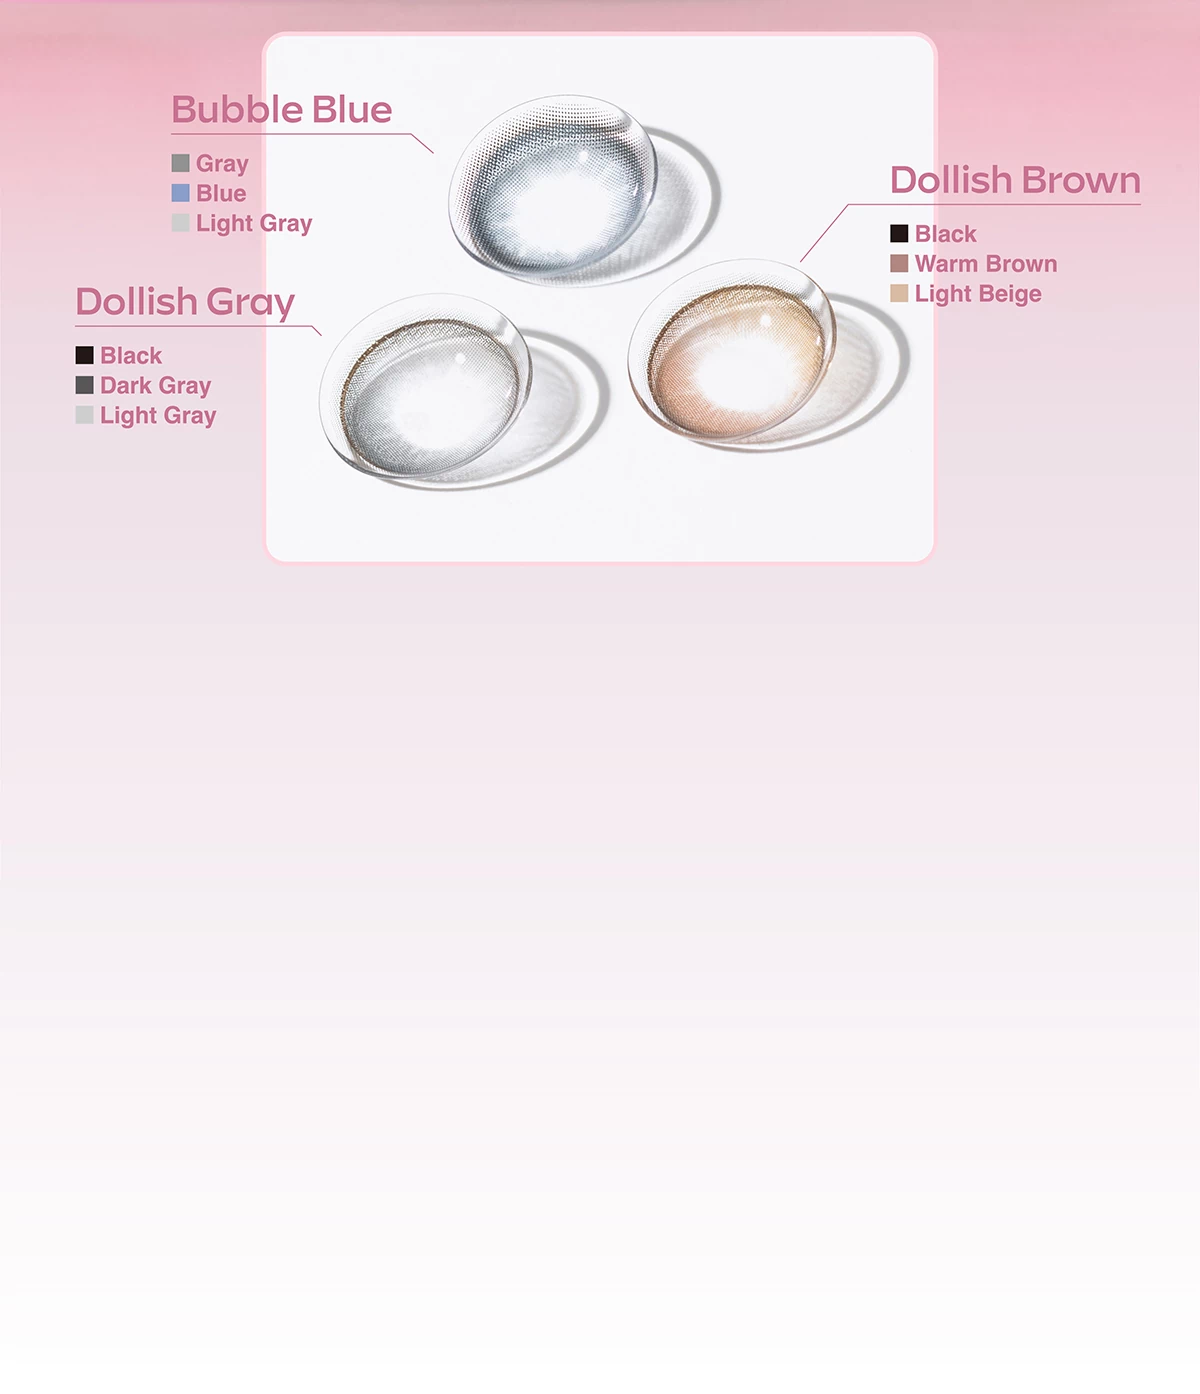 Bubble Blue
Gray
Blue
Light Gray
Dollish Brown
Black
Warm Brown
Light Beige
Dollish Gray
Black
Dark Gray
Light Gray